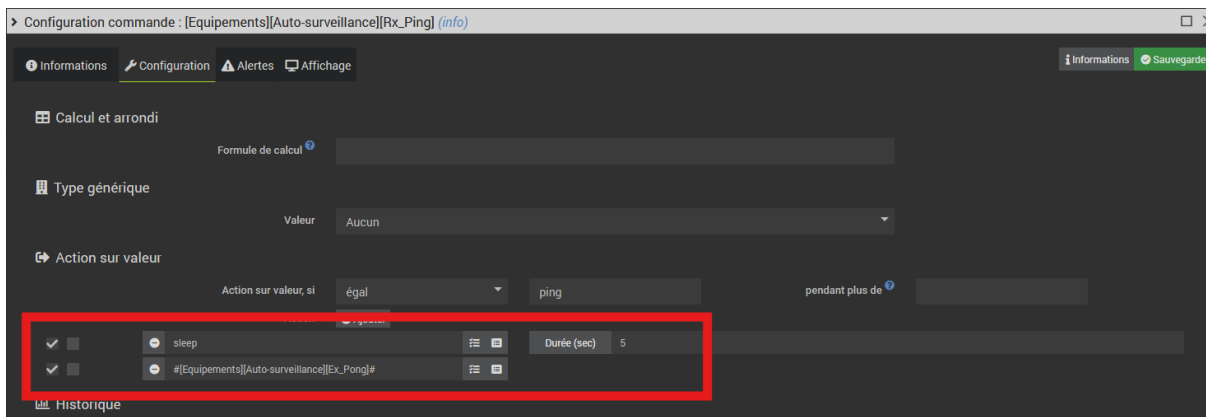 Configuration commande : [Equipements][Auto-surveillance][Rx_Ping] (info)
Informations Configuration Alertes Affichage Informations Sauvegarde
Calcul et arrondi
Formule de calcul
Type générique
Valeur Aucun
Action sur valeur
Action sur valeur, si égal ping pendant plus de
sleep Durée (sec) 5
#[Equipements][Auto-surveillance][Ex_Pong]#
Historique